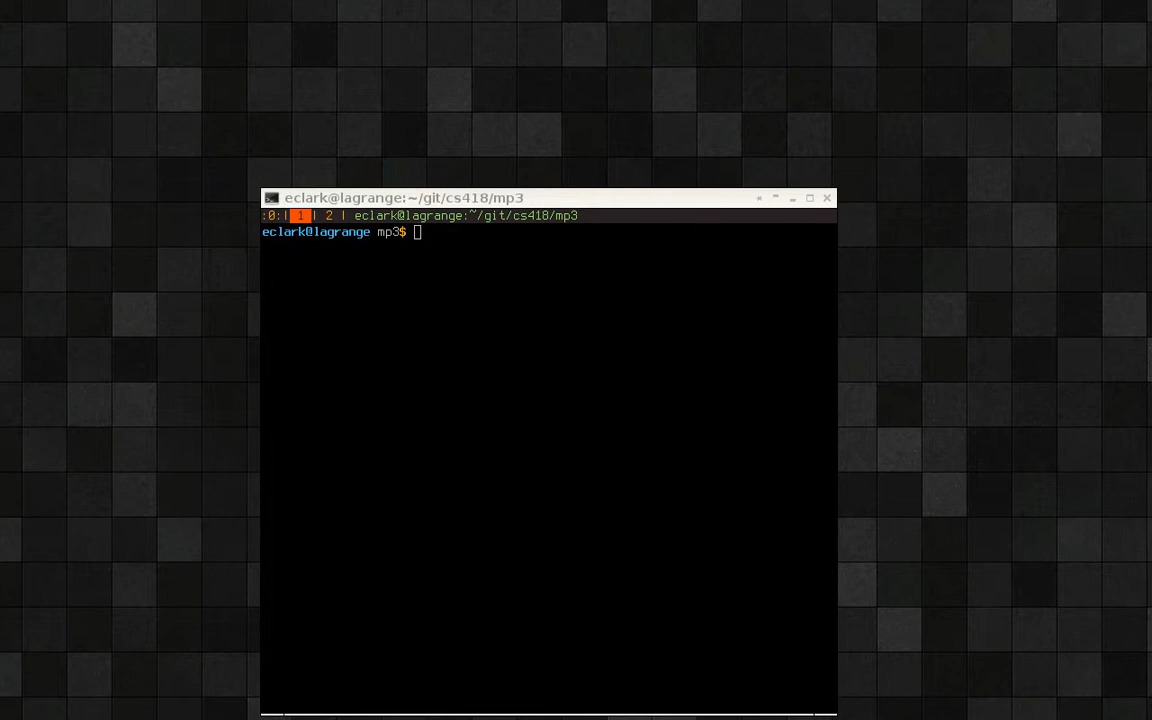 eclark@lagrange:~/git/cs418/mp3
:0:| 1 | 2 | eclark@lagrange:~/git/cs418/mp3
eclark@lagrange mp3$